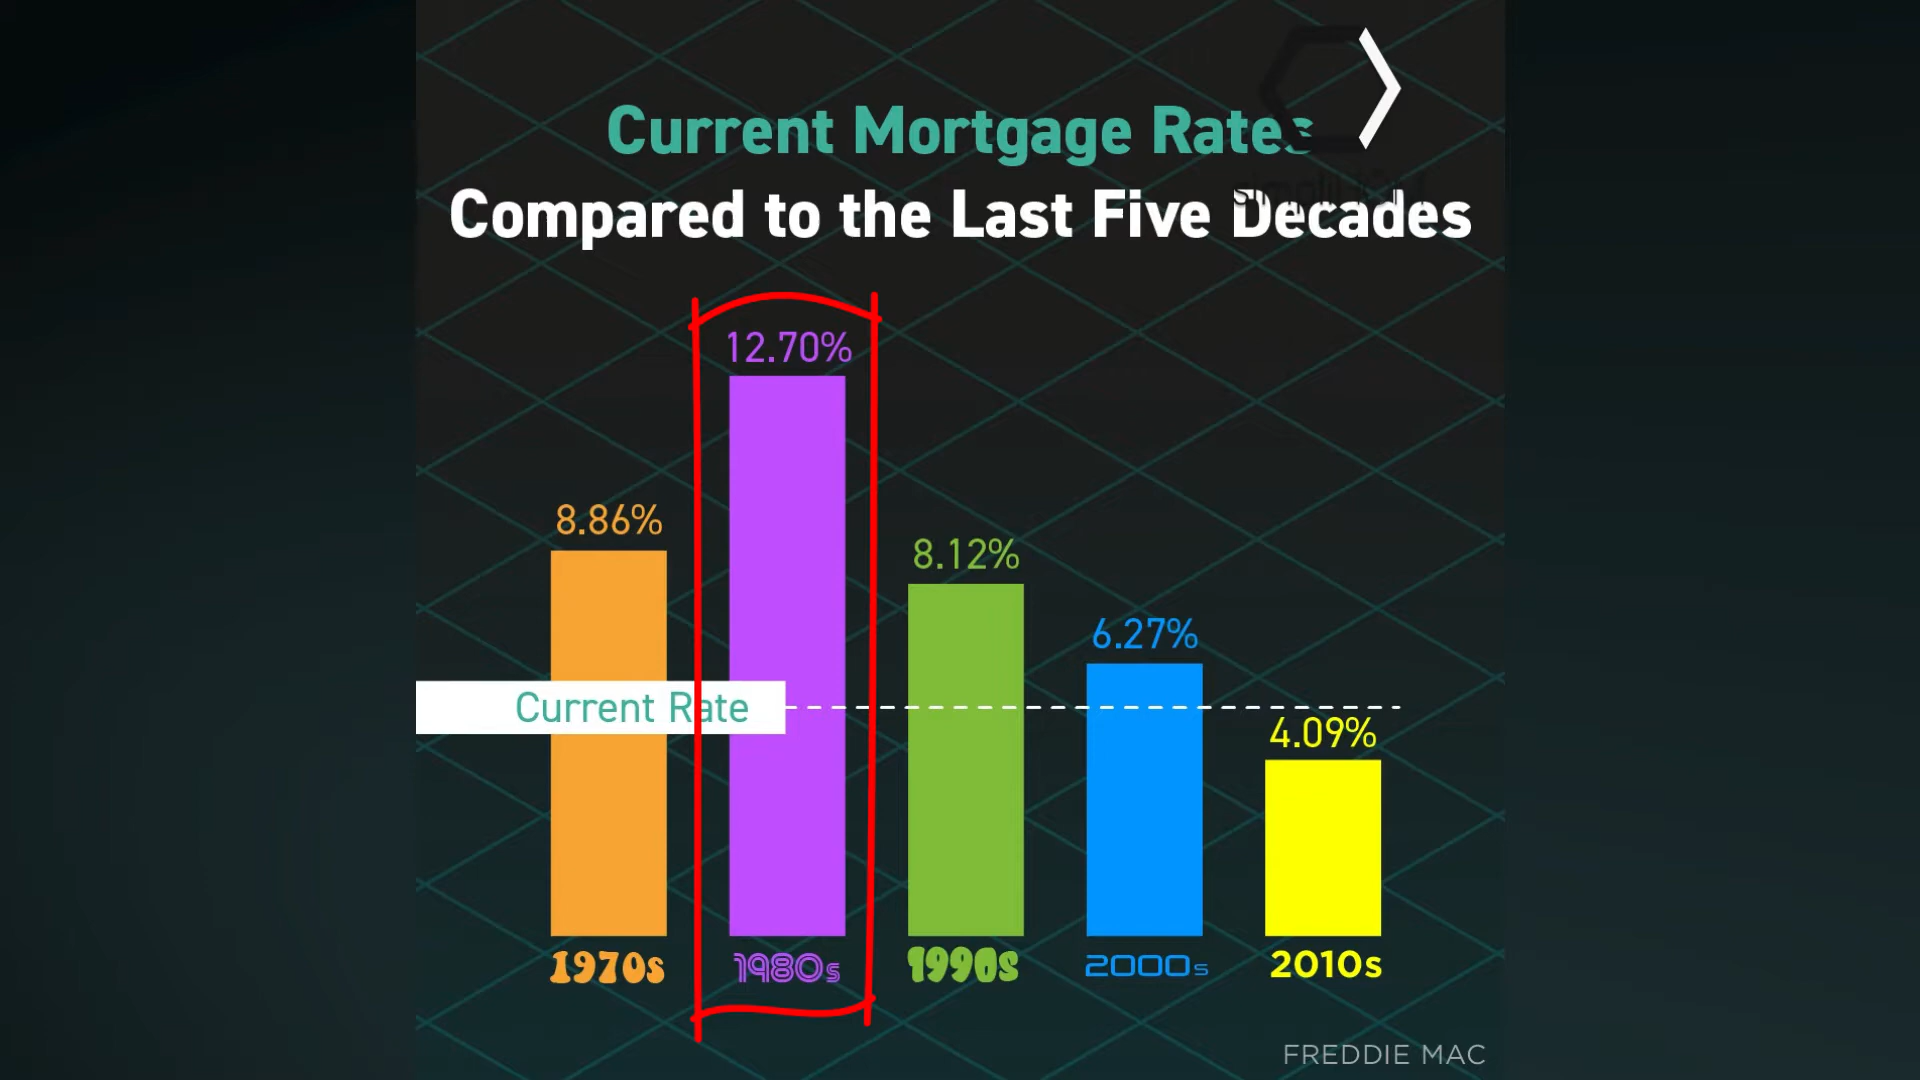 Current Mortgage Rates
Compared to the Last Five Decades
12.70%
8.86%
8.12%
6.27%
Current Rate
4.09%
1970s
1980s
1990s
2000s
2010s
FREDDIE MAC